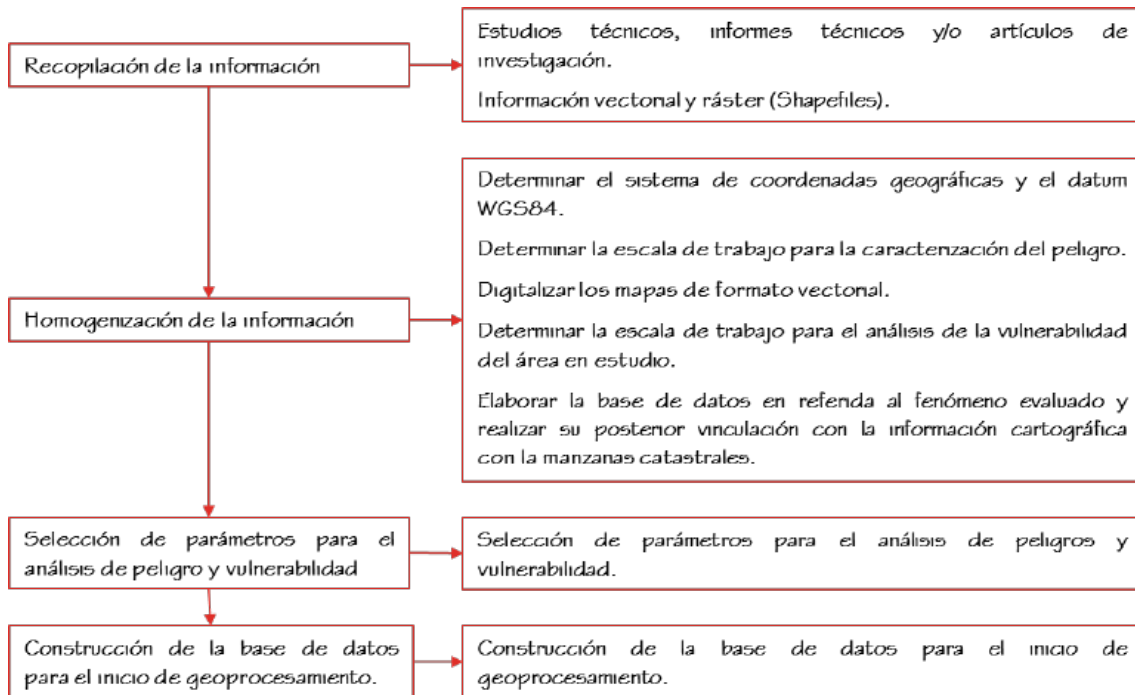 Recopilación de la información
Estudios técnicos, informes técnicos y/o artículos de
investigación.
Información vectorial y ráster (Shapefiles).
Homogenización de la información
Determinar el sistema de coordenadas geográficas y el datum
WGS84.
Determinar la escala de trabajo para la caracterización del peligro.
Digitalizar los mapas de formato vectorial.
Determinar la escala de trabajo para el análisis de la vulnerabilidad
del área en estudio.
Elaborar la base de datos en referida al fenómeno evaluado y
realizar su posterior vinculación con la información cartográfica
con la manzanas catastrales.
Selección de parámetros para el
análisis de peligro y vulnerabilidad
Selección de parámetros para el análisis de peligros y
vulnerabilidad.
Construcción de la base de datos
para el inicio de geoprocesamiento.
Construcción de la base de datos para el inicio de
geoprocesamiento.